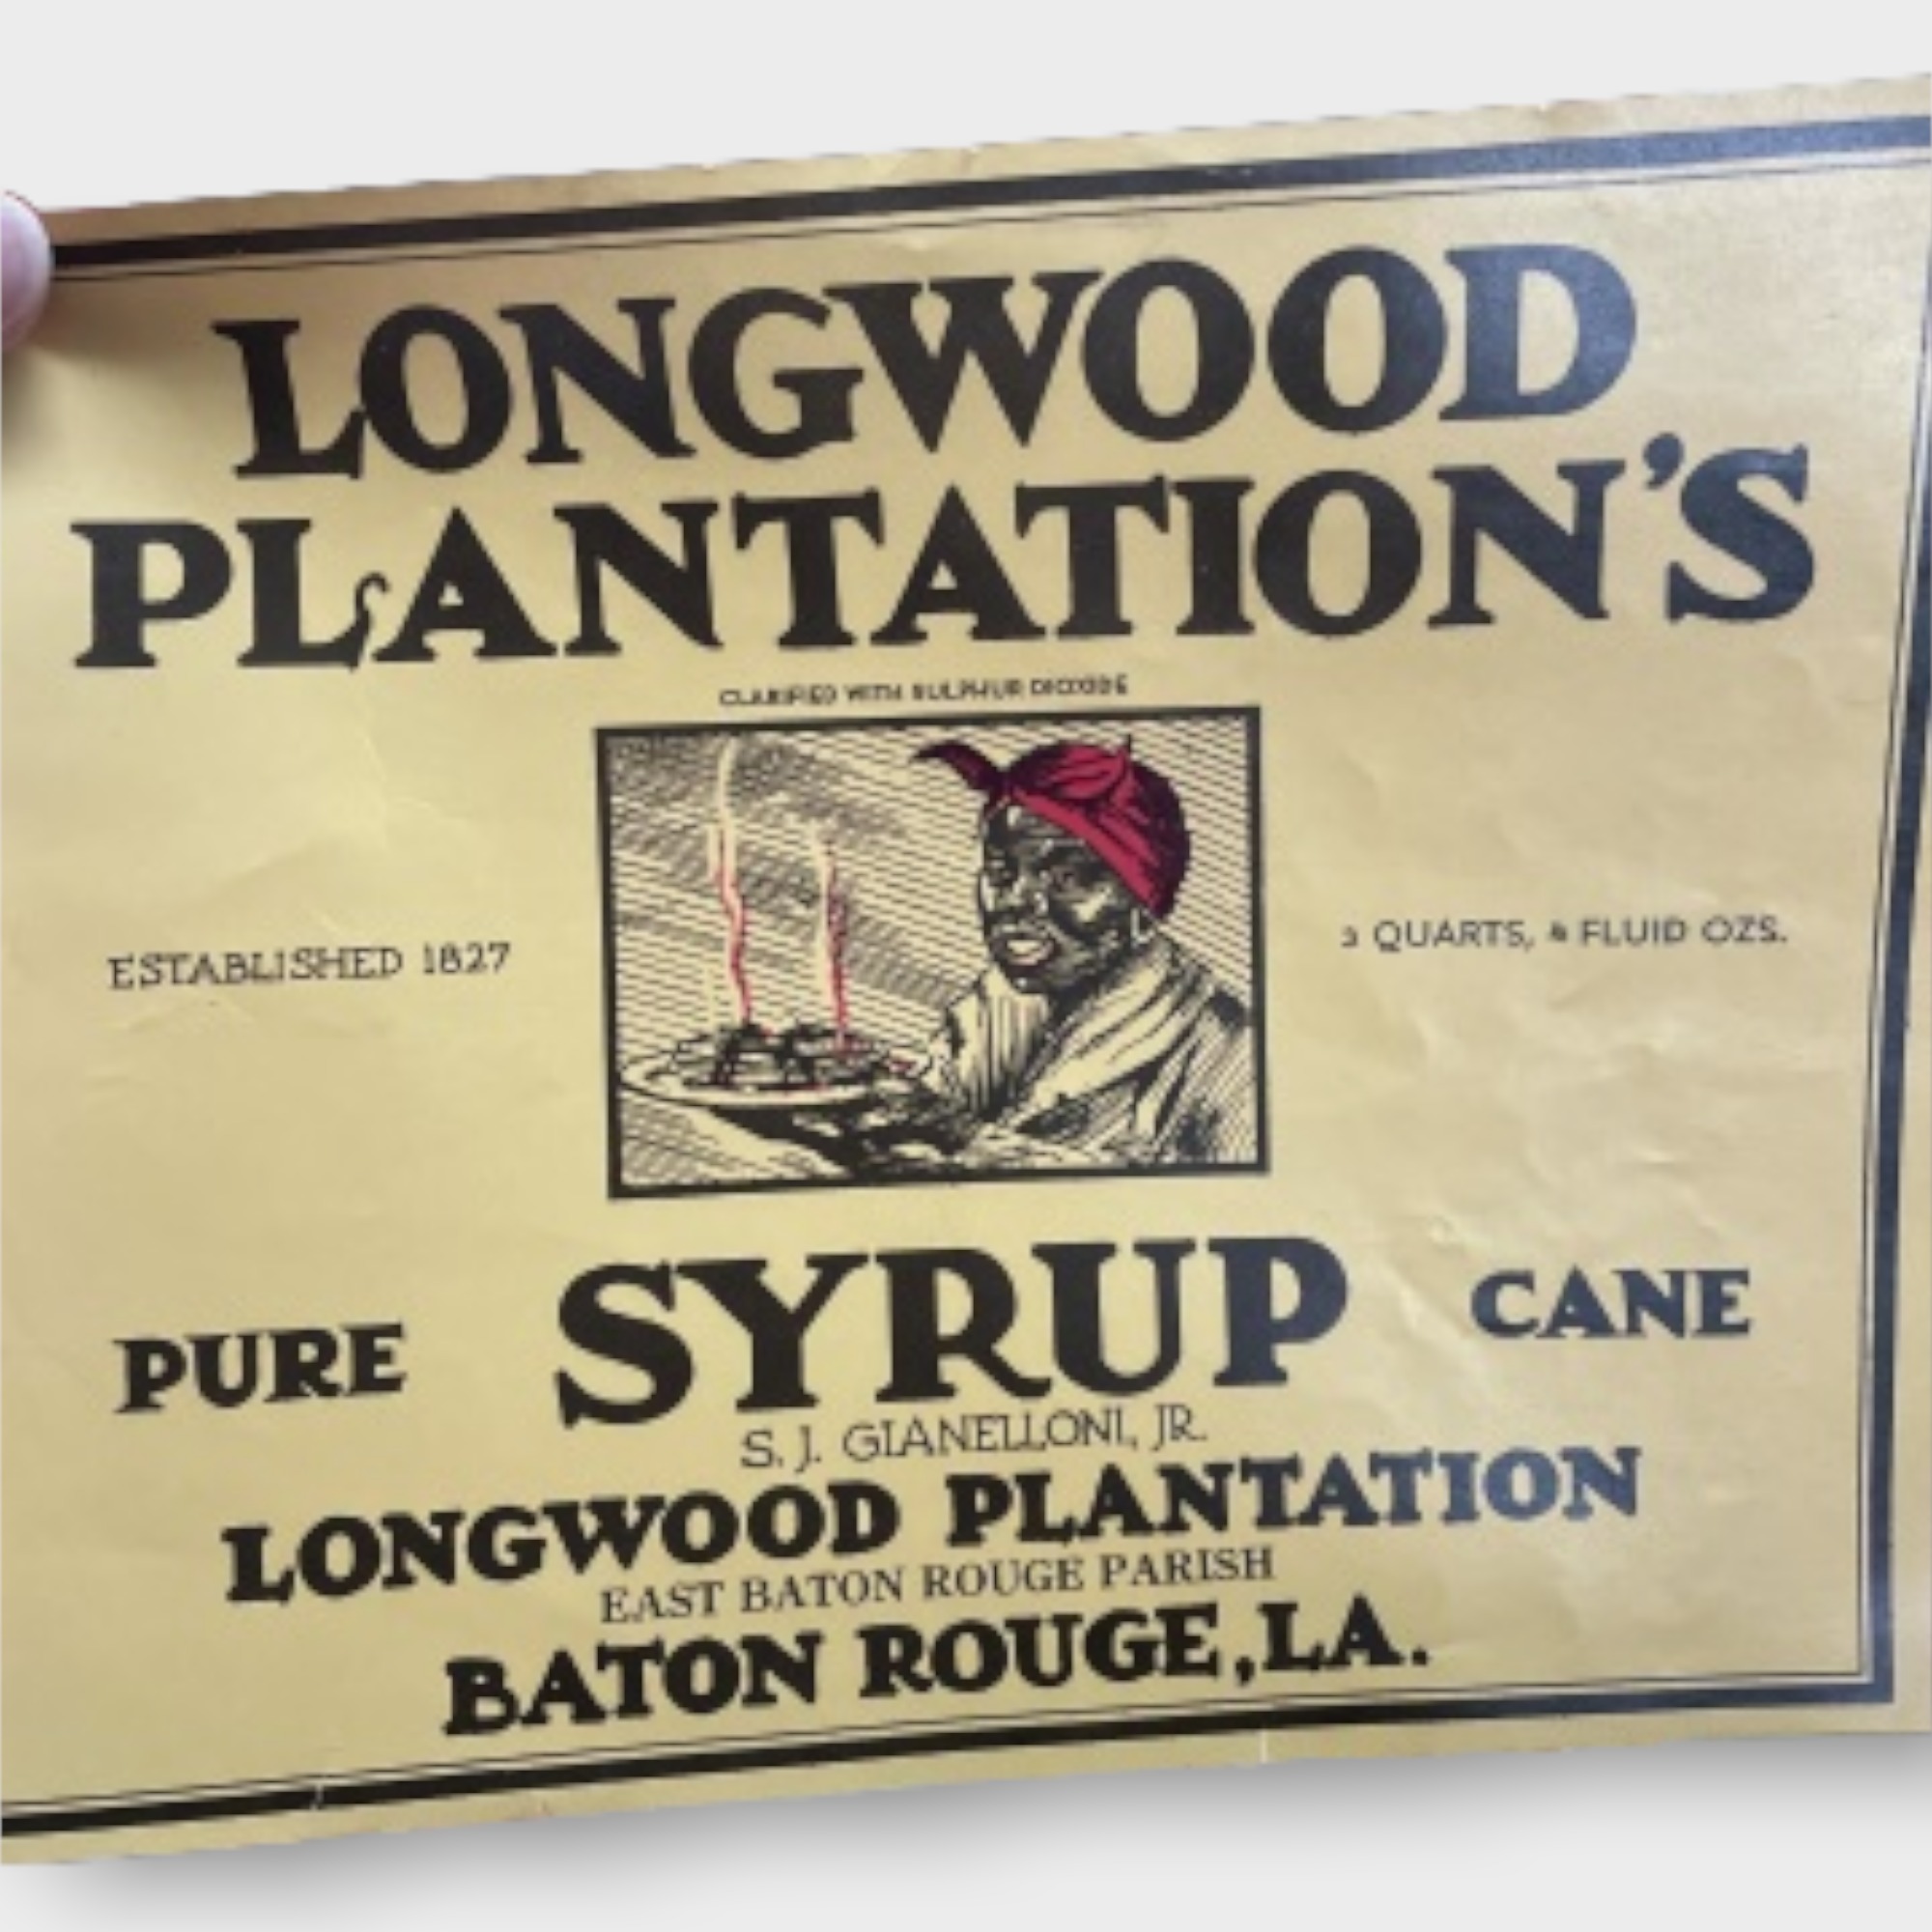 LONGWOOD
PLANTATION'S
CLARIFIED WITH SULPHUR DIOXIDE
ESTABLISHED 1827
QUARTS, 4 FLUID OZS.
PURE SYRUP CANE
S. J. GIANELLONI, JR.
LONGWOOD PLANTATION
EAST BATON ROUGE PARISH
BATON ROUGE, LA.